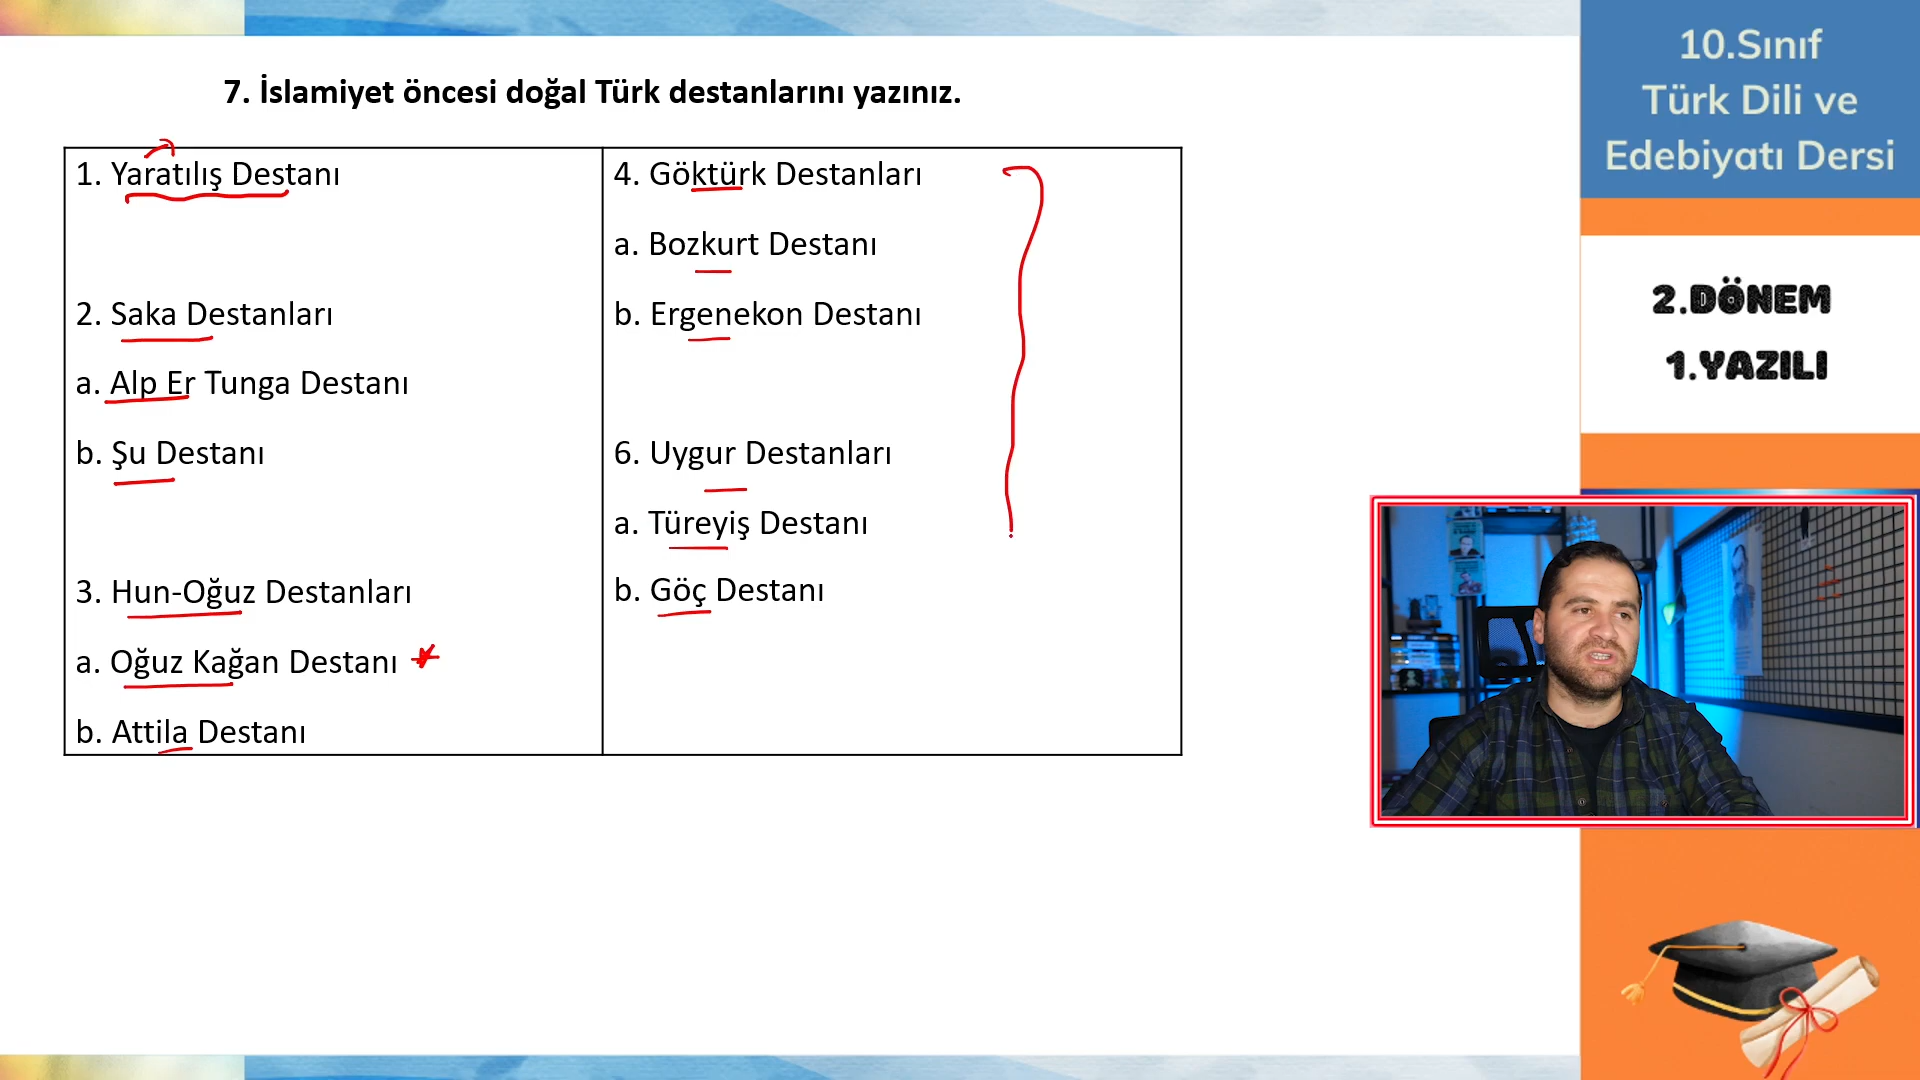 7. İslamiyet öncesi doğal Türk destanlarını yazınız.
1. Yaratılış Destanı
2. Saka Destanları
a. Alp Er Tunga Destanı
b. Şu Destanı
3. Hun-Oğuz Destanları
a. Oğuz Kağan Destanı
b. Attila Destanı
4. Göktürk Destanları
a. Bozkurt Destanı
b. Ergenekon Destanı
6. Uygur Destanları
a. Türeyiş Destanı
b. Göç Destanı
10.Sınıf
Türk Dili ve
Edebiyatı Dersi
2.DÖNEM
1.YAZILI